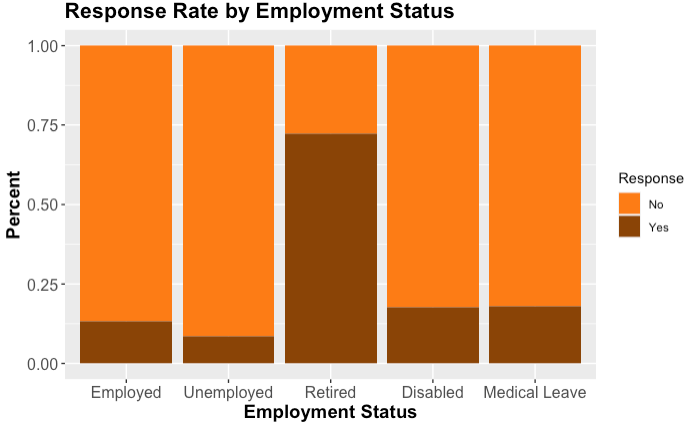 Response Rate by Employment Status
Percent
1.00
0.75
0.50
0.25
0.00
Employed Unemployed Retired Disabled Medical Leave
Employment Status
Response
No
Yes